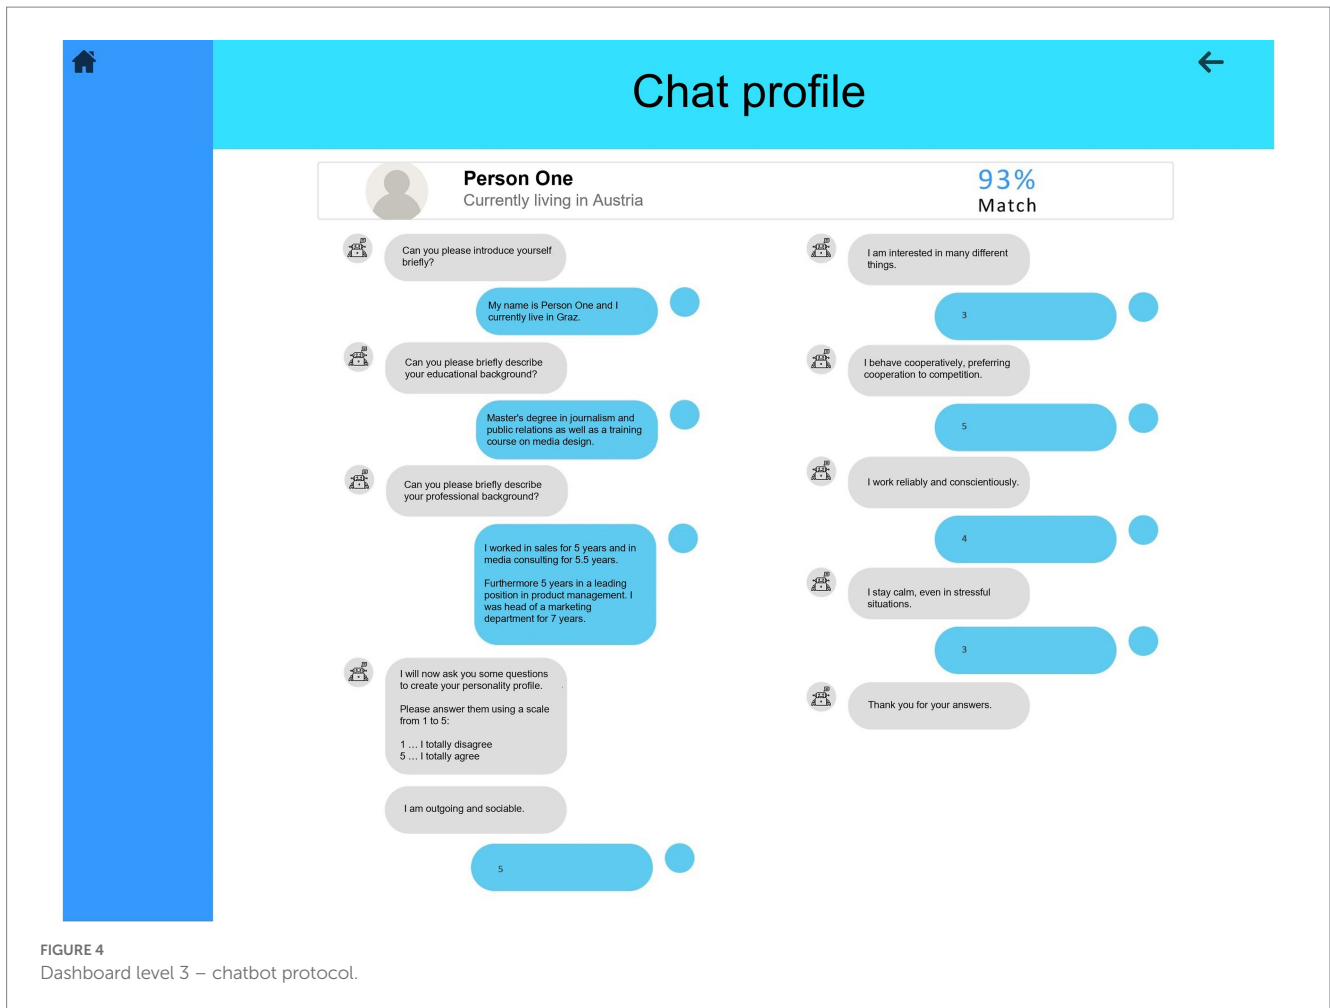 Chat profile
Person One
Currently living in Austria
93%
Match
Can you please introduce yourself
briefly?
My name is Person One and I
currently live in Graz.
Can you please briefly describe
your educational background?
Master's degree in journalism and
public relations as well as a training
course on media design.
Can you please briefly describe
your professional background?
I worked in sales for 5 years and in
media consulting for 5.5 years.
Furthermore 5 years in a leading
position in product management. I
was head of a marketing
department for 7 years.
I will now ask you some questions
to create your personality profile.
Please answer them using a scale
from 1 to 5:
1 ... I totally disagree
5 ... I totally agree
I am outgoing and sociable.
5
I am interested in many different
things.
3
I behave cooperatively, preferring
cooperation to competition.
5
I work reliably and conscientiously.
4
I stay calm, even in stressful
situations.
3
Thank you for your answers.
FIGURE 4
Dashboard level 3 – chatbot protocol.